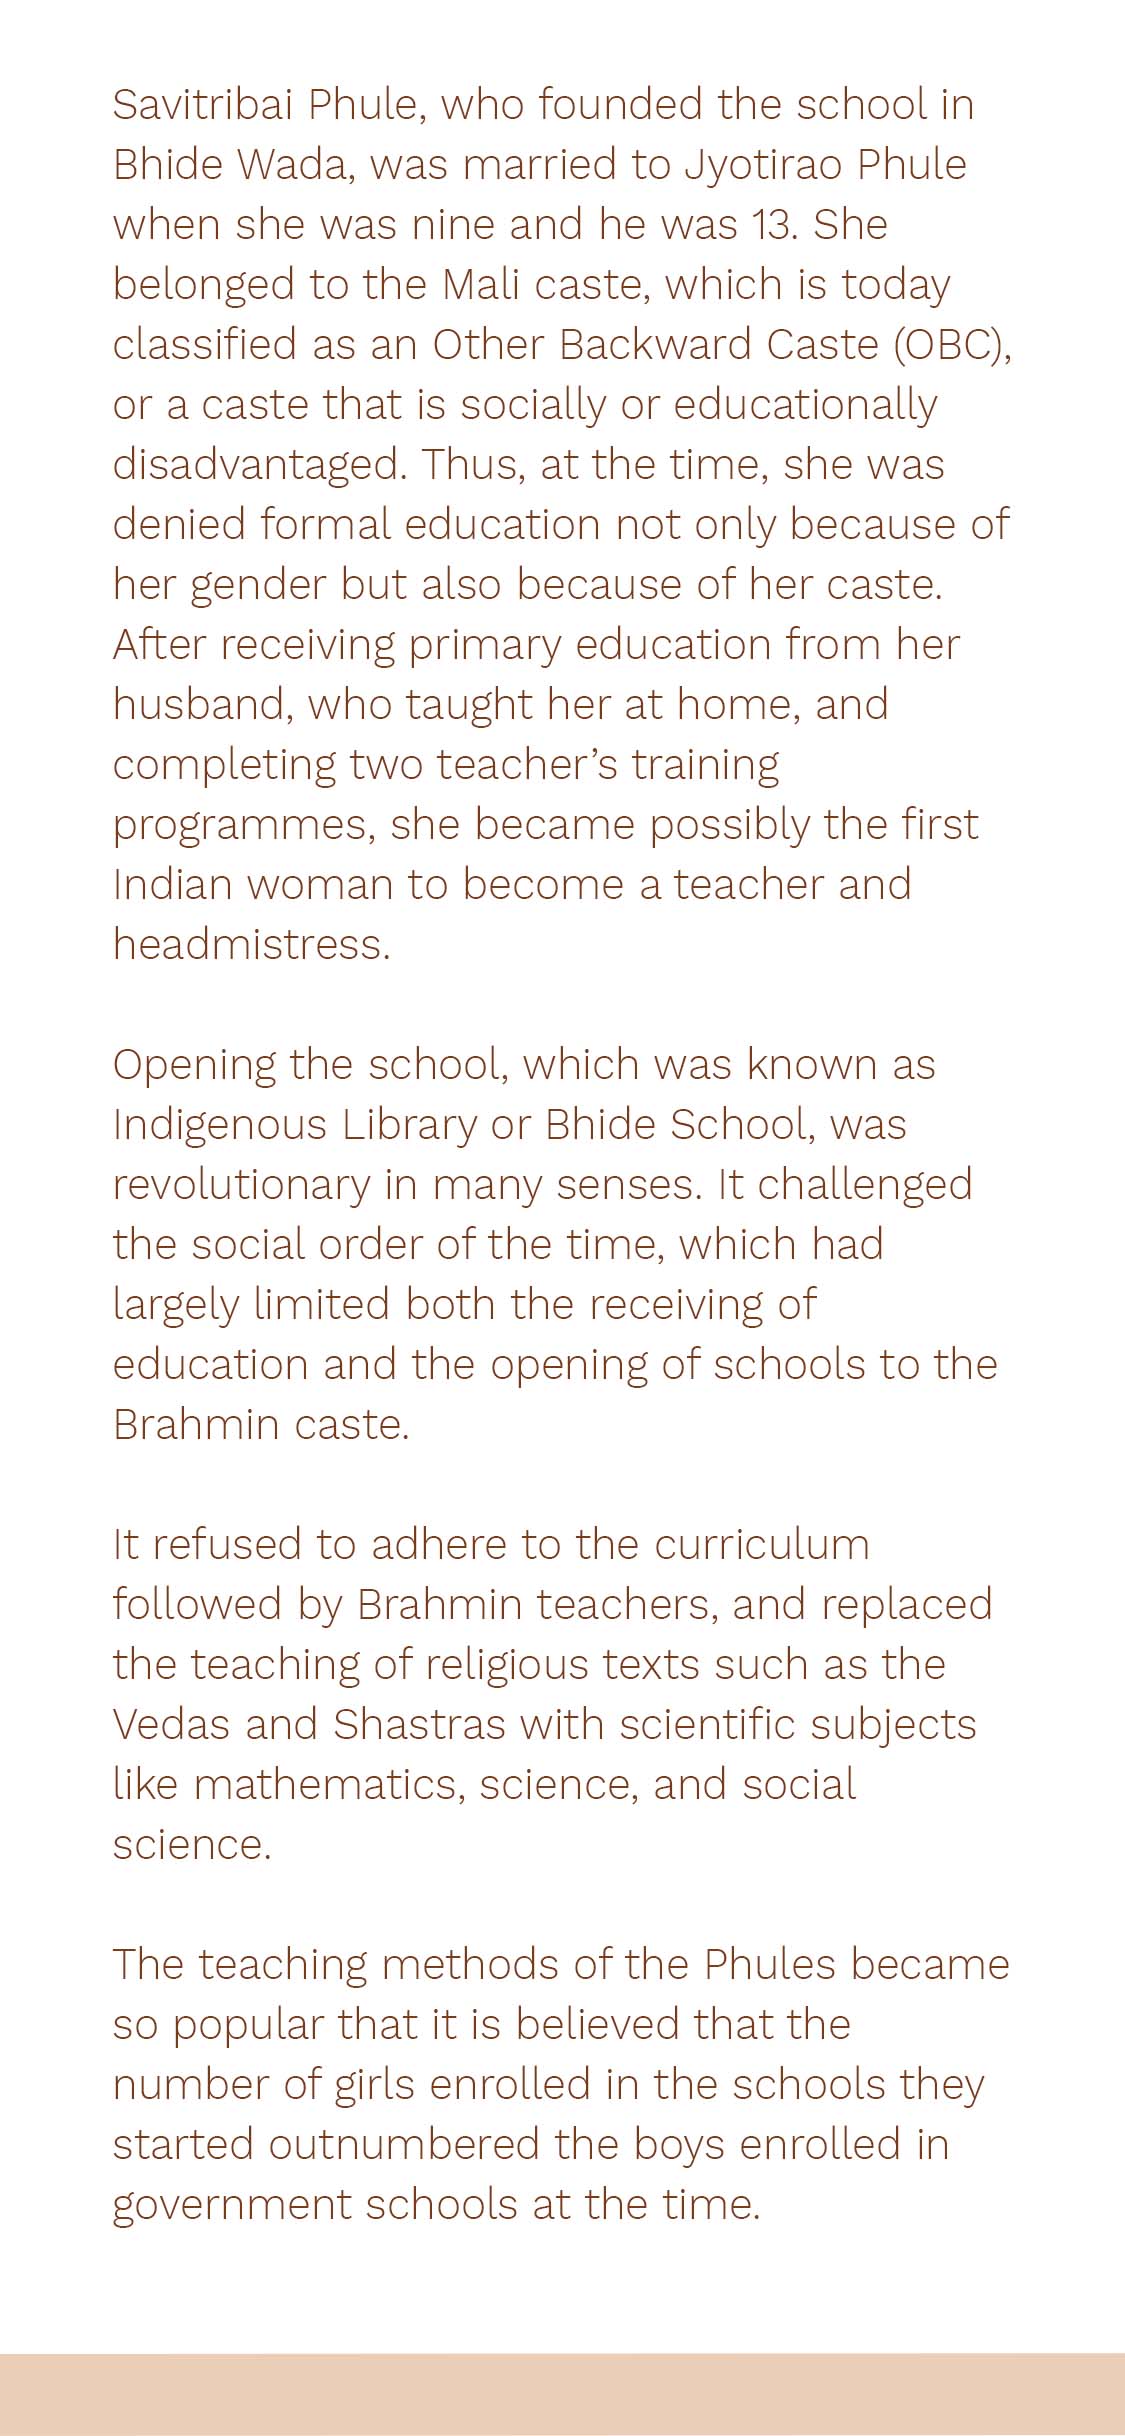 Savitribai Phule, who founded the school in
Bhide Wada, was married to Jyotirao Phule
when she was nine and he was 13. She
belonged to the Mali caste, which is today
classified as an Other Backward Caste (OBC),
or a caste that is socially or educationally
disadvantaged. Thus, at the time, she was
denied formal education not only because of
her gender but also because of her caste.
After receiving primary education from her
husband, who taught her at home, and
completing two teacher’s training
programmes, she became possibly the first
Indian woman to become a teacher and
headmistress.

Opening the school, which was known as
Indigenous Library or Bhide School, was
revolutionary in many senses. It challenged
the social order of the time, which had
largely limited both the receiving of
education and the opening of schools to the
Brahmin caste.

It refused to adhere to the curriculum
followed by Brahmin teachers, and replaced
the teaching of religious texts such as the
Vedas and Shastras with scientific subjects
like mathematics, science, and social
science.

The teaching methods of the Phules became
so popular that it is believed that the
number of girls enrolled in the schools they
started outnumbered the boys enrolled in
government schools at the time.